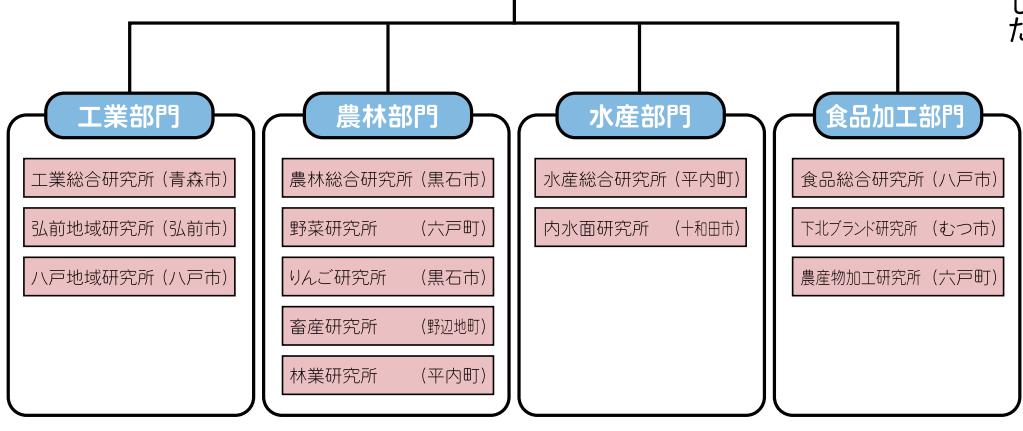 工業部門
工業総合研究所(青森市)
弘前地域研究所(弘前市)
八戸地域研究所(八戸市)
農林部門
農林総合研究所(黒石市)
野菜研究所 (六戸町)
りんご研究所 (黒石市)
畜産研究所 (野辺地町)
林業研究所 (平内町)
水産部門
水産総合研究所(平内町)
内水面研究所 (十和田市)
食品加工部門
食品総合研究所(八戸市)
下北ブランド研究所(むつ市)
農産物加工研究所(六戸町)